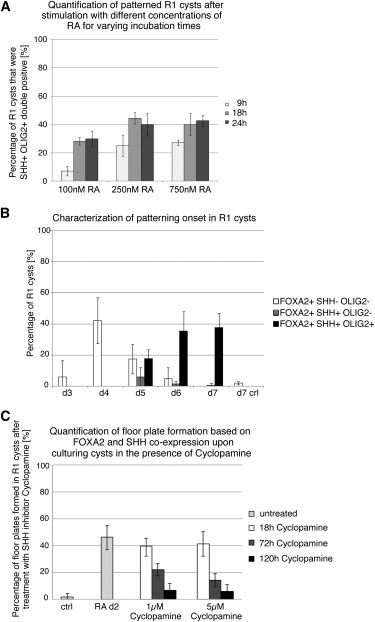 A
Quantification of patterned R1 cysts after
stimulation with different concentrations of
RA for varying incubation times
Percentage of R1 cysts that were
SHH+ OLIG2+ double positive [%]
100
80
60
40
20
0
9h
18h
24h
100nM RA
250nM RA
750nM RA
B
Characterization of patterning onset in R1 cysts
Percentage of R1 cysts [%]
100
80
60
40
20
0
FOXA2+ SHH- OLIG2-
FOXA2+ SHH+ OLIG2-
FOXA2+ SHH+ OLIG2+
d3
d4
d5
d6
d7
d7 crl
C
Quantification of floor plate formation based on
FOXA2 and SHH co-expression upon
culturing cysts in the presence of Cyclopamine
Percentage of floor plates formed in R1 cysts after
treatment with SHH inhibitor Cyclopamine [%]
100
80
60
40
20
0
untreated
18h Cyclopamine
72h Cyclopamine
120h Cyclopamine
ctrl
RA d2
1µM
Cyclopamine
5µM
Cyclopamine